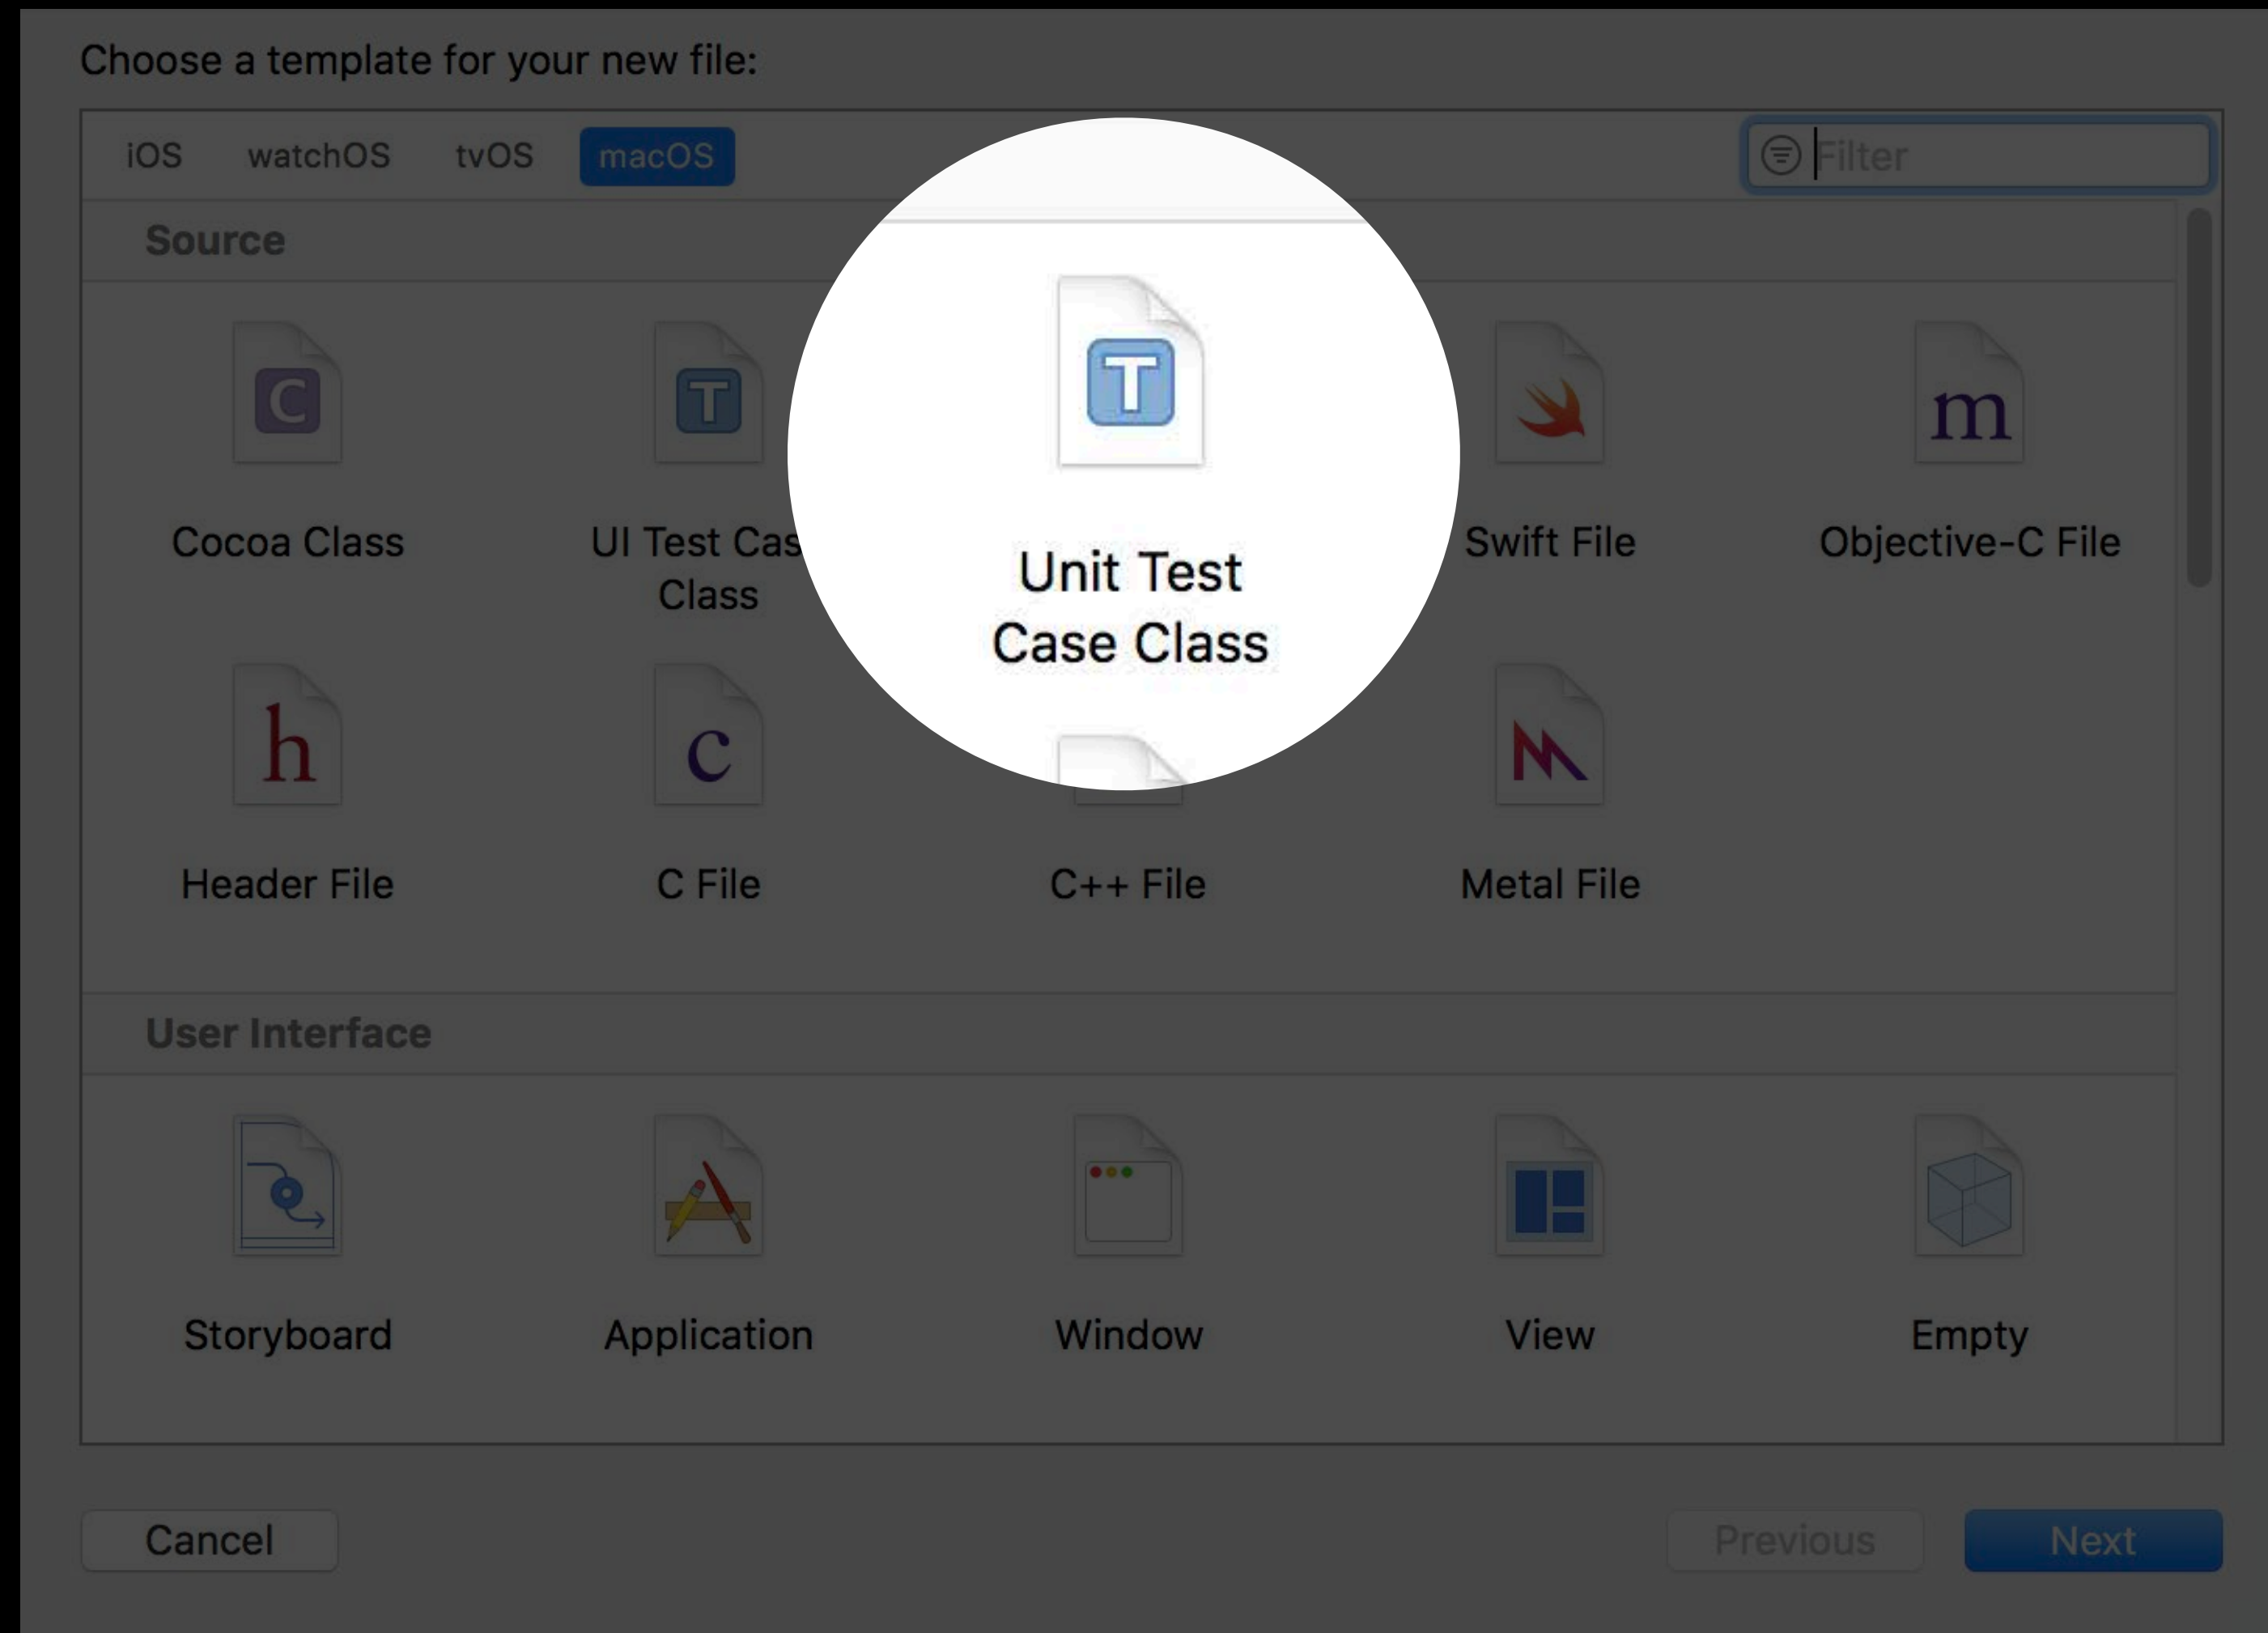 Choose a template for your new file:
iOS watchOS tvOS macOS Filter
Source
C T T m
Cocoa Class UI Test Cas Unit Test Swift File Objective-C File
Class Case Class
h c
Header File C File C++ File Metal File
User Interface
Storyboard Application Window View Empty
Cancel Previous Next